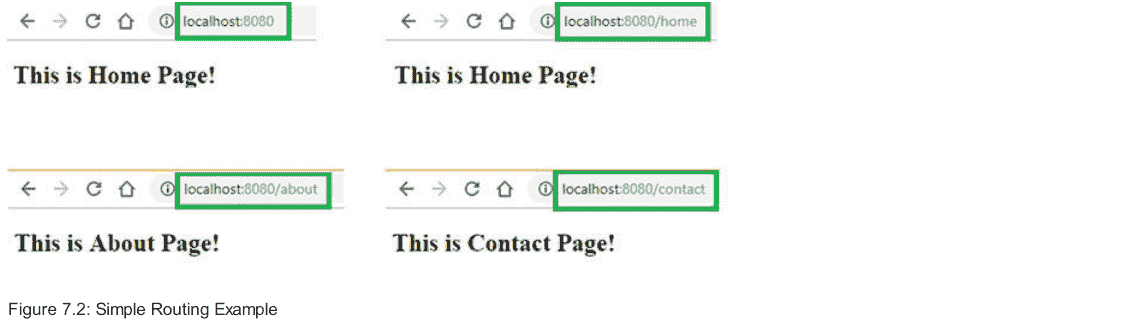 localhost:8080
localhost:8080/home
This is Home Page!
This is Home Page!
localhost:8080/about
localhost:8080/contact
This is About Page!
This is Contact Page!
Figure 7.2: Simple Routing Example